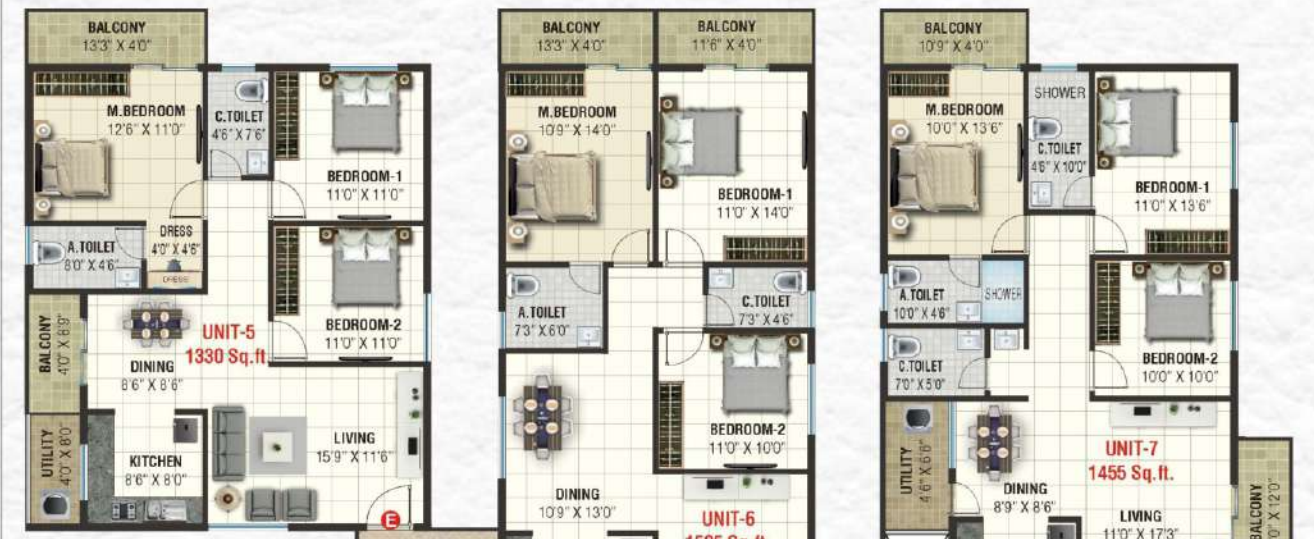 BALCONY
13'3" X 4'0"
M.BEDROOM
12'6" X 11'0"
C.TOILET
4'6" X 7'6"
BEDROOM-1
11'0" X 11'0"
A.TOILET
8'0" X 4'6"
DRESS
4'0" X 4'6"
DRESS
BEDROOM-2
11'0" X 11'0"
BALCONY
4'0" X 8'9"
UNIT-5
1330 Sq.ft
DINING
8'6" X 8'6"
UTILITY
4'0" X 8'0"
KITCHEN
8'6" X 8'0"
LIVING
15'9" X 11'6"
E
BALCONY
13'3" X 4'0"
BALCONY
11'6" X 4'0"
M.BEDROOM
10'9" X 14'0"
BEDROOM-1
11'0" X 14'0"
A.TOILET
7'3" X 6'0"
C.TOILET
7'3" X 4'6"
BEDROOM-2
11'0" X 10'0"
DINING
10'9" X 13'0"
UNIT-6
BALCONY
10'9" X 4'0"
M.BEDROOM
10'0" X 13'6"
SHOWER
C.TOILET
4'6" X 10'0"
BEDROOM-1
11'0" X 13'6"
A.TOILET
10'0" X 4'6"
SHOWER
C.TOILET
7'0" X 5'0"
BEDROOM-2
10'0" X 10'0"
UTILITY
4'6" X 6'6"
DINING
8'9" X 8'6"
UNIT-7
1455 Sq.ft.
LIVING
11'0" X 17'3"
BALCONY
X 12'0"